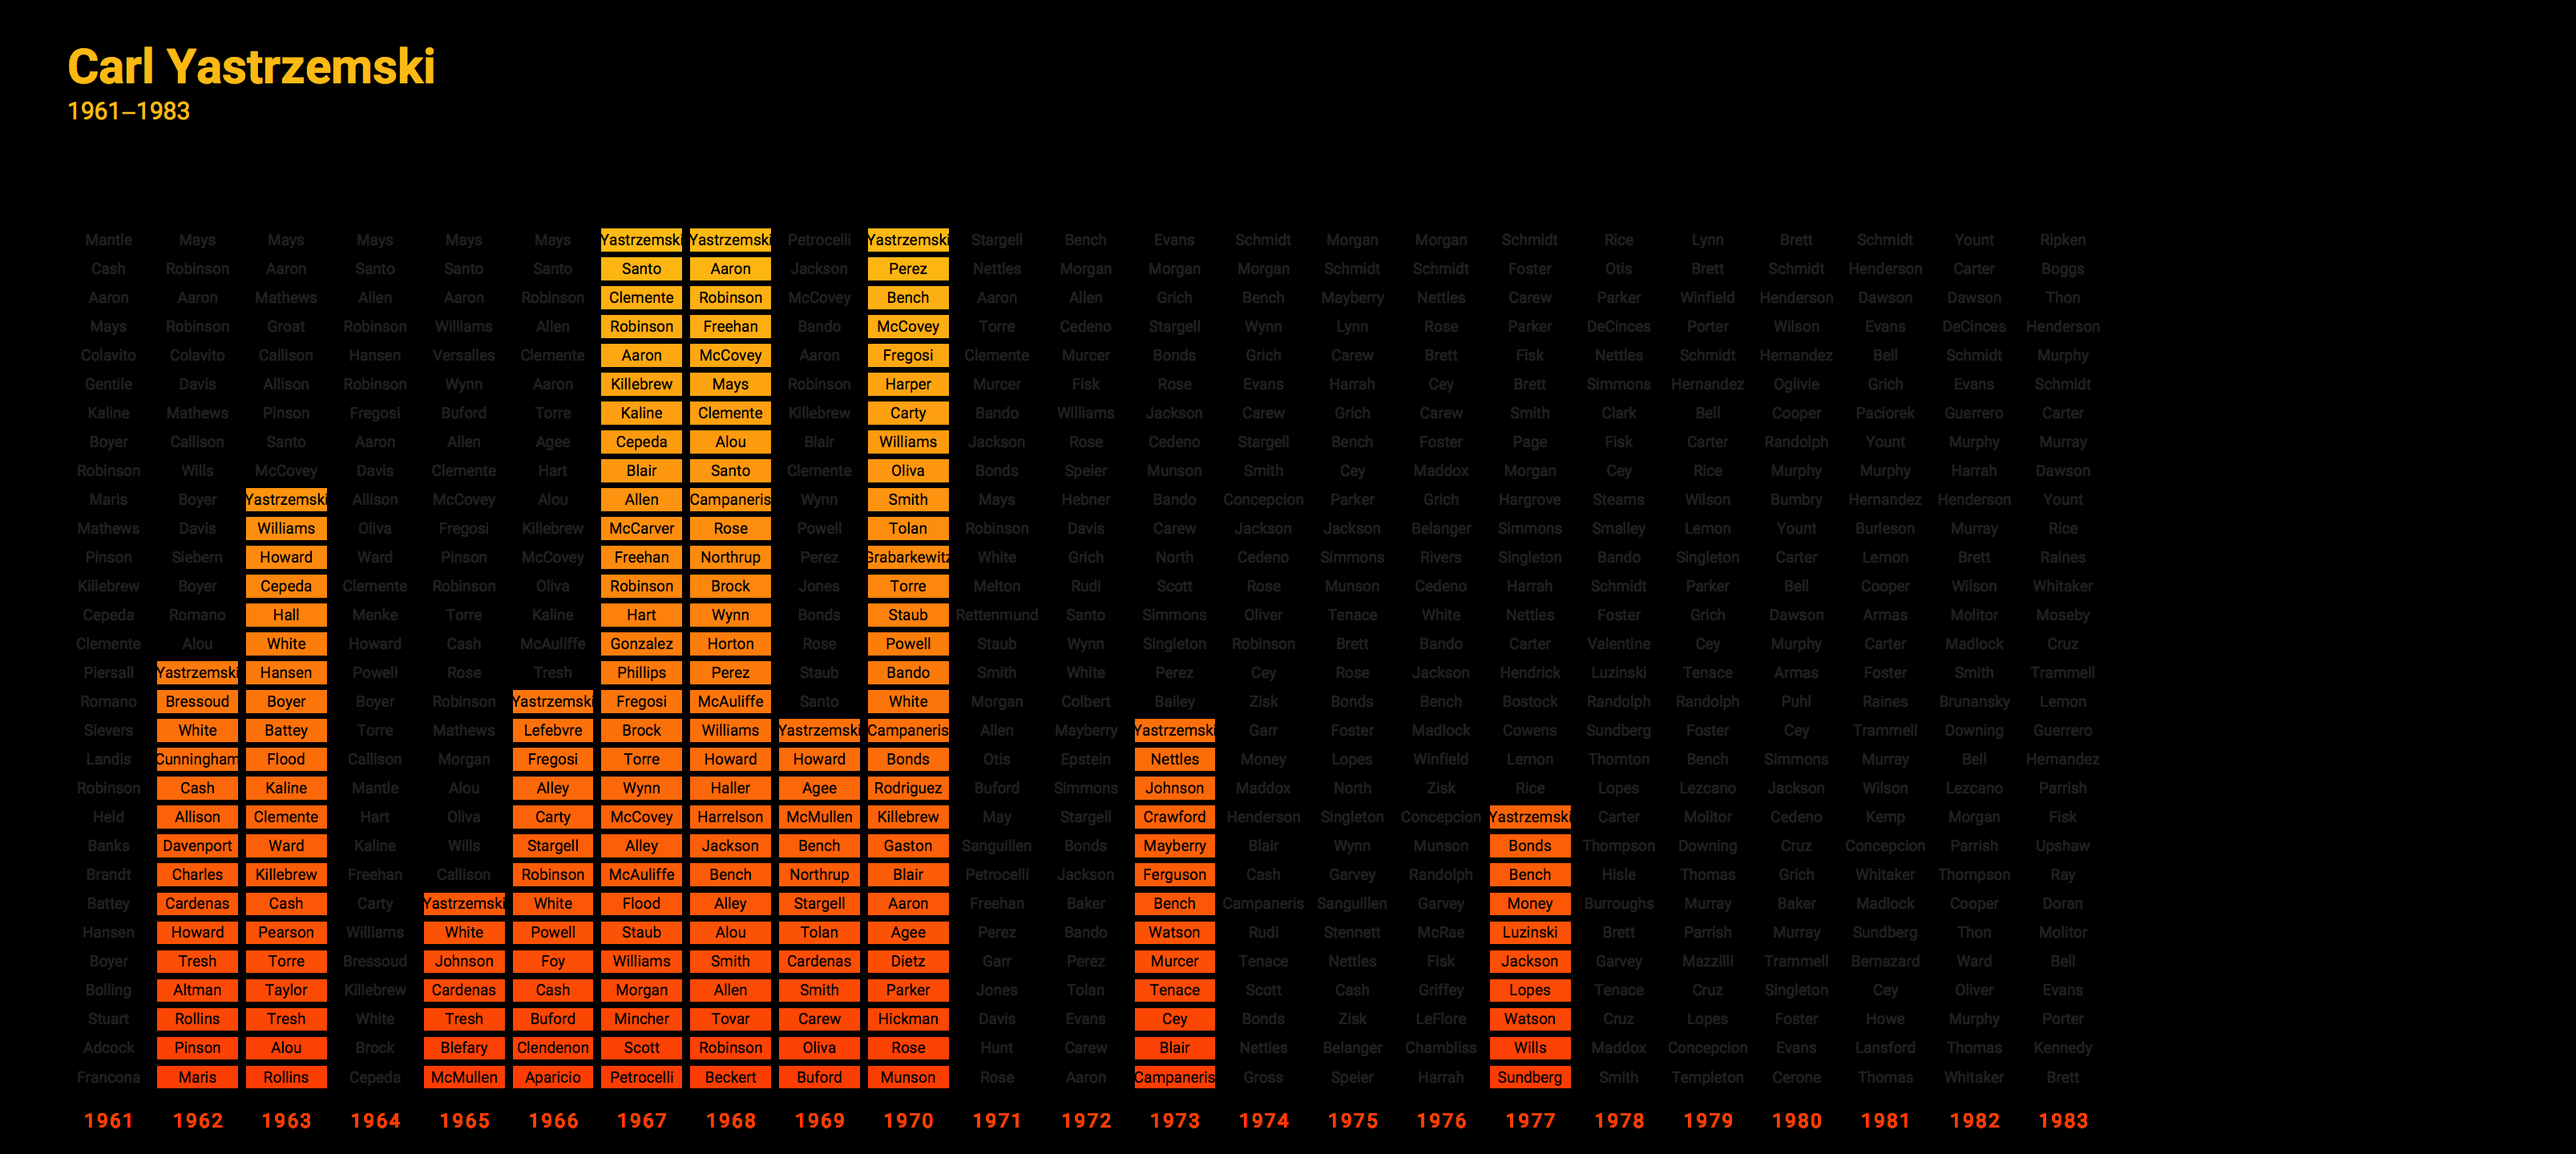 Carl Yastrzemski
1961–1983
Mantle Mays Mays Mays Mays Mays Yastrzemski Yastrzemski Petrocelli Yastrzemski Stargell Bench Evans Schmidt Morgan Morgan Schmidt Rice Lynn Brett Schmidt Yount Ripken
Cash Robinson Aaron Santo Santo Santo Santo Aaron Jackson Perez Nettles Morgan Morgan Morgan Schmidt Schmidt Foster Otis Brett Schmidt Henderson Carter Boggs
Aaron Aaron Mathews Allen Aaron Robinson Clemente Robinson McCovey Bench Aaron Allen Grich Bench Mayberry Nettles Carew Parker Winfield Henderson Dawson Dawson Thon
Mays Robinson Groat Robinson Williams Allen Robinson Freehan Bando McCovey Torre Cedeno Stargell Wynn Lynn Rose Parker DeCinces Porter Wilson Evans DeCinces Henderson
Colavito Colavito Callison Hansen Versalles Clemente Aaron McCovey Aaron Fregosi Clemente Murcer Bonds Grich Carew Brett Fisk Nettles Schmidt Hernandez Bell Schmidt Murphy
Gentile Davis Allison Robinson Wynn Aaron Killebrew Mays Robinson Harper Murcer Fisk Rose Evans Harrah Cey Brett Simmons Hernandez Oglivie Grich Evans Schmidt
Kaline Mathews Pinson Fregosi Buford Torre Kaline Clemente Killebrew Carty Bando Williams Jackson Carew Grich Carew Smith Clark Bell Cooper Paciorek Guerrero Carter
Boyer Callison Santo Aaron Allen Agee Cepeda Alou Blair Williams Jackson Rose Cedeno Stargell Bench Foster Page Fisk Carter Randolph Yount Murphy Murray
Robinson Wills McCovey Davis Clemente Hart Blair Santo Clemente Oliva Bonds Speier Munson Smith Cey Maddox Morgan Cey Rice Murphy Murphy Harrah Dawson
Maris Boyer Yastrzemski Allison McCovey Alou Allen Campaneris Wynn Smith Mays Hebner Bando Concepcion Parker Grich Hargrove Stearns Wilson Bumbry Hernandez Henderson Yount
Mathews Davis Williams Oliva Fregosi Killebrew McCarver Rose Powell Tolan Robinson Davis Carew Jackson Jackson Belanger Simmons Smalley Lemon Yount Burleson Murray Rice
Pinson Siebern Howard Ward Pinson McCovey Freehan Northrup Perez Grabarkewitz White Grich North Cedeno Simmons Rivers Singleton Bando Singleton Carter Lemon Brett Raines
Killebrew Boyer Cepeda Clemente Robinson Oliva Robinson Brock Jones Torre Melton Rudi Scott Rose Munson Cedeno Harrah Schmidt Parker Bell Cooper Wilson Whitaker
Cepeda Romano Hall Menke Torre Kaline Hart Wynn Bonds Staub Rettenmund Santo Simmons Oliver Tenace White Nettles Foster Grich Dawson Armas Molitor Moseby
Clemente Alou White Howard Cash McAuliffe Gonzalez Horton Rose Powell Staub Wynn Singleton Robinson Brett Bando Carter Valentine Cey Murphy Carter Madlock Cruz
Piersall Yastrzemski Hansen Powell Rose Tresh Phillips Perez Staub Bando Smith White Perez Cey Rose Jackson Hendrick Luzinski Tenace Armas Foster Smith Trammell
Romano Bressoud Boyer Boyer Robinson Yastrzemski Fregosi McAuliffe Santo White Morgan Colbert Bailey Zisk Bonds Bench Bostock Randolph Randolph Puhl Raines Brunansky Lemon
Sievers White Battey Torre Mathews Lefebvre Brock Williams Yastrzemski Campaneris Allen Mayberry Yastrzemski Garr Foster Madlock Cowens Sundberg Foster Cey Trammell Downing Guerrero
Landis Cunningham Flood Callison Morgan Fregosi Torre Howard Howard Bonds Otis Epstein Nettles Money Lopes Winfield Lemon Thornton Bench Simmons Murray Bell Hernandez
Robinson Cash Kaline Mantle Alou Alley Wynn Haller Agee Rodriguez Buford Simmons Johnson Maddox North Zisk Rice Lopes Lezcano Jackson Wilson Lezcano Parrish
Held Allison Clemente Hart Oliva Carty McCovey Harrelson McMullen Killebrew May Stargell Crawford Henderson Singleton Concepcion Yastrzemski Carter Molitor Cedeno Kemp Morgan Fisk
Banks Davenport Ward Kaline Wills Stargell Alley Jackson Bench Gaston Sanguillen Bonds Mayberry Blair Wynn Munson Bonds Thompson Downing Cruz Concepcion Parrish Upshaw
Brandt Charles Killebrew Freehan Callison Robinson McAuliffe Bench Northrup Blair Petrocelli Jackson Ferguson Cash Garvey Randolph Bench Hisle Thomas Grich Whitaker Thompson Ray
Battey Cardenas Cash Carty Yastrzemski White Flood Alley Stargell Aaron Freehan Baker Bench Campaneris Sanguillen Garvey Money Burroughs Murray Baker Madlock Cooper Doran
Hansen Howard Pearson Williams White Powell Staub Alou Tolan Agee Perez Bando Watson Rudi Stennett McRae Luzinski Brett Parrish Murray Sundberg Thon Molitor
Boyer Tresh Torre Bressoud Johnson Foy Williams Smith Cardenas Dietz Garr Perez Murcer Tenace Nettles Fisk Jackson Garvey Mazzilli Trammell Bernazard Ward Bell
Bolling Altman Taylor Killebrew Cardenas Cash Morgan Allen Smith Parker Jones Tolan Tenace Scott Cash Griffey Lopes Tenace Cruz Singleton Cey Oliver Evans
Stuart Rollins Tresh White Tresh Buford Mincher Tovar Carew Hickman Davis Evans Cey Bonds Zisk LeFlore Watson Cruz Lopes Foster Howe Murphy Porter
Adcock Pinson Alou Brock Blefary Clendenon Scott Robinson Oliva Rose Hunt Carew Blair Nettles Belanger Chambliss Wills Maddox Concepcion Evans Lansford Thomas Kennedy
Francona Maris Rollins Cepeda McMullen Aparicio Petrocelli Beckert Buford Munson Rose Aaron Campaneris Gross Speier Harrah Sundberg Smith Templeton Cerone Thomas Whitaker Brett
1961 1962 1963 1964 1965 1966 1967 1968 1969 1970 1971 1972 1973 1974 1975 1976 1977 1978 1979 1980 1981 1982 1983